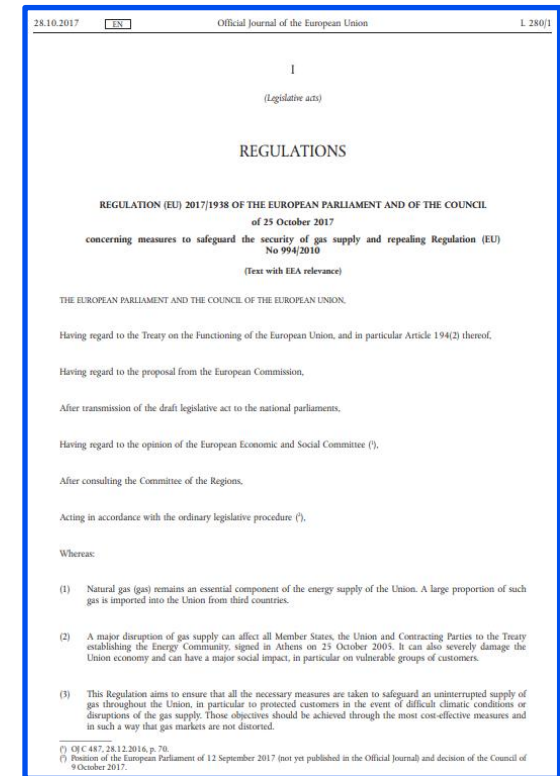 28.10.2017 EN Official Journal of the European Union L 280/1
I
(Legislative acts)
REGULATIONS
REGULATION (EU) 2017/1938 OF THE EUROPEAN PARLIAMENT AND OF THE COUNCIL
of 25 October 2017
concerning measures to safeguard the security of gas supply and repealing Regulation (EU)
No 994/2010
(Text with EEA relevance)
THE EUROPEAN PARLIAMENT AND THE COUNCIL OF THE EUROPEAN UNION,
Having regard to the Treaty on the Functioning of the European Union, and in particular Article 194(2) thereof,
Having regard to the proposal from the European Commission,
After transmission of the draft legislative act to the national parliaments,
Having regard to the opinion of the European Economic and Social Committee (¹),
After consulting the Committee of the Regions,
Acting in accordance with the ordinary legislative procedure (²),
Whereas:
(1) Natural gas (gas) remains an essential component of the energy supply of the Union. A large proportion of such
gas is imported into the Union from third countries.
(2) A major disruption of gas supply can affect all Member States, the Union and Contracting Parties to the Treaty
establishing the Energy Community, signed in Athens on 25 October 2005. It can also severely damage the
Union economy and can have a major social impact, in particular on vulnerable groups of customers.
(3) This Regulation aims to ensure that all the necessary measures are taken to safeguard an uninterrupted supply of
gas throughout the Union, in particular to protected customers in the event of difficult climatic conditions or
disruptions of the gas supply. Those objectives should be achieved through the most cost-effective measures and
in such a way that gas markets are not distorted.
(¹) OJ C 487, 28.12.2016, p. 70.
(²) Position of the European Parliament of 12 September 2017 (not yet published in the Official Journal) and decision of the Council of
9 October 2017.